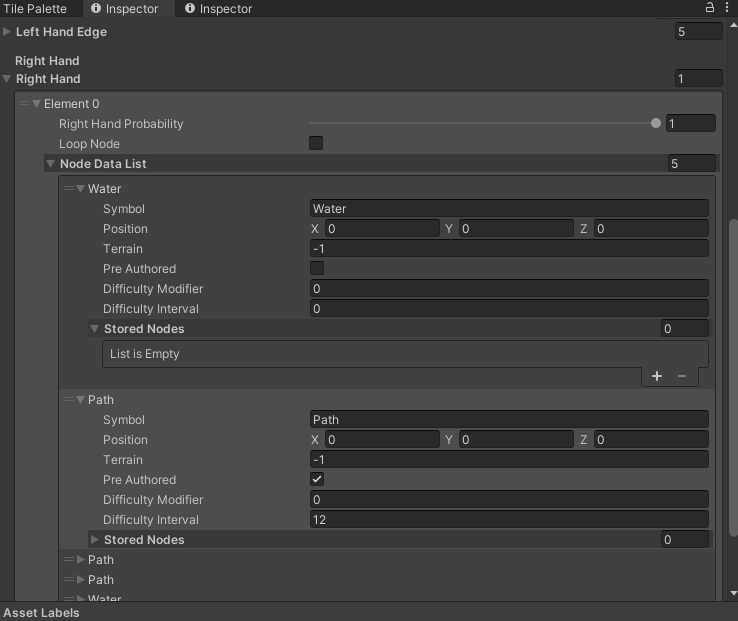 Tile Palette Inspector Inspector
Left Hand Edge 5
Right Hand
Right Hand 1
Element 0
Right Hand Probability 1
Loop Node
Node Data List 5
Water
Symbol Water
Position X 0 Y 0 Z 0
Terrain -1
Pre Authored
Difficulty Modifier 0
Difficulty Interval 0
Stored Nodes 0
List is Empty
+ −
Path
Symbol Path
Position X 0 Y 0 Z 0
Terrain -1
Pre Authored
Difficulty Modifier 0
Difficulty Interval 12
Stored Nodes 0
Path
Path
Water
Asset Labels